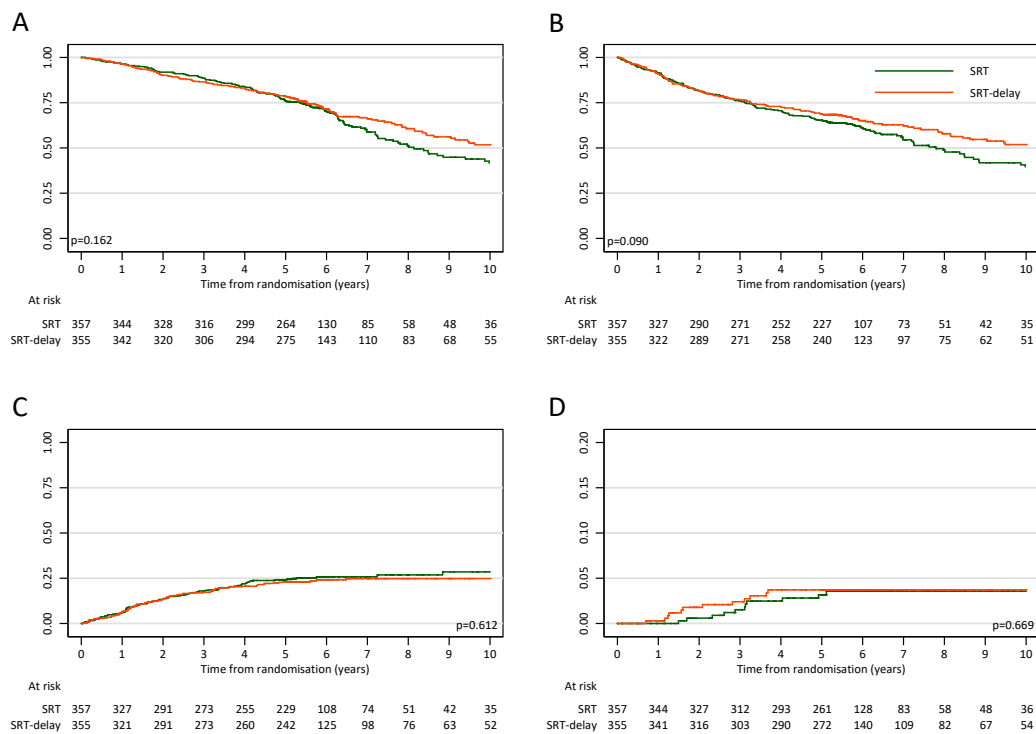 A
1.00
0.75
0.50
0.25
0.00
p=0.162
0 1 2 3 4 5 6 7 8 9 10
Time from randomisation (years)
At risk
SRT 357 344 328 316 299 264 130 85 58 48 36
SRT-delay 355 342 320 306 294 275 143 110 83 68 55
B
1.00
0.75
0.50
0.25
0.00
SRT
SRT-delay
p=0.090
0 1 2 3 4 5 6 7 8 9 10
Time from randomisation (years)
At risk
SRT 357 327 290 271 252 227 107 73 51 42 35
SRT-delay 355 322 289 271 258 240 123 97 75 62 51
C
1.00
0.75
0.50
0.25
0.00
p=0.612
0 1 2 3 4 5 6 7 8 9 10
Time from randomisation (years)
At risk
SRT 357 327 291 273 255 229 108 74 51 42 35
SRT-delay 355 321 291 273 260 242 125 98 76 63 52
D
0.20
0.15
0.10
0.05
0.00
p=0.669
0 1 2 3 4 5 6 7 8 9 10
Time from randomisation (years)
At risk
SRT 357 344 327 312 293 261 128 83 58 48 36
SRT-delay 355 341 316 303 290 272 140 109 82 67 54